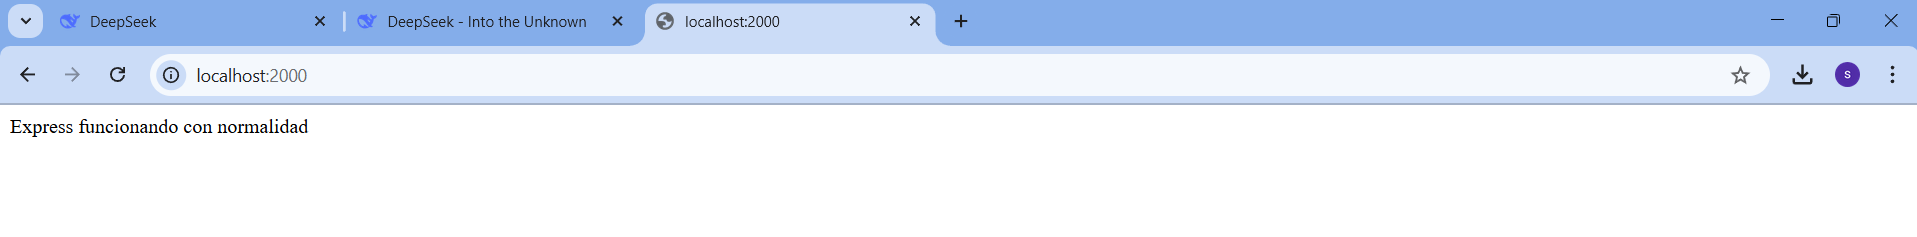 DeepSeek
DeepSeek - Into the Unknown
localhost:2000
localhost:2000
S
Express funcionando con normalidad